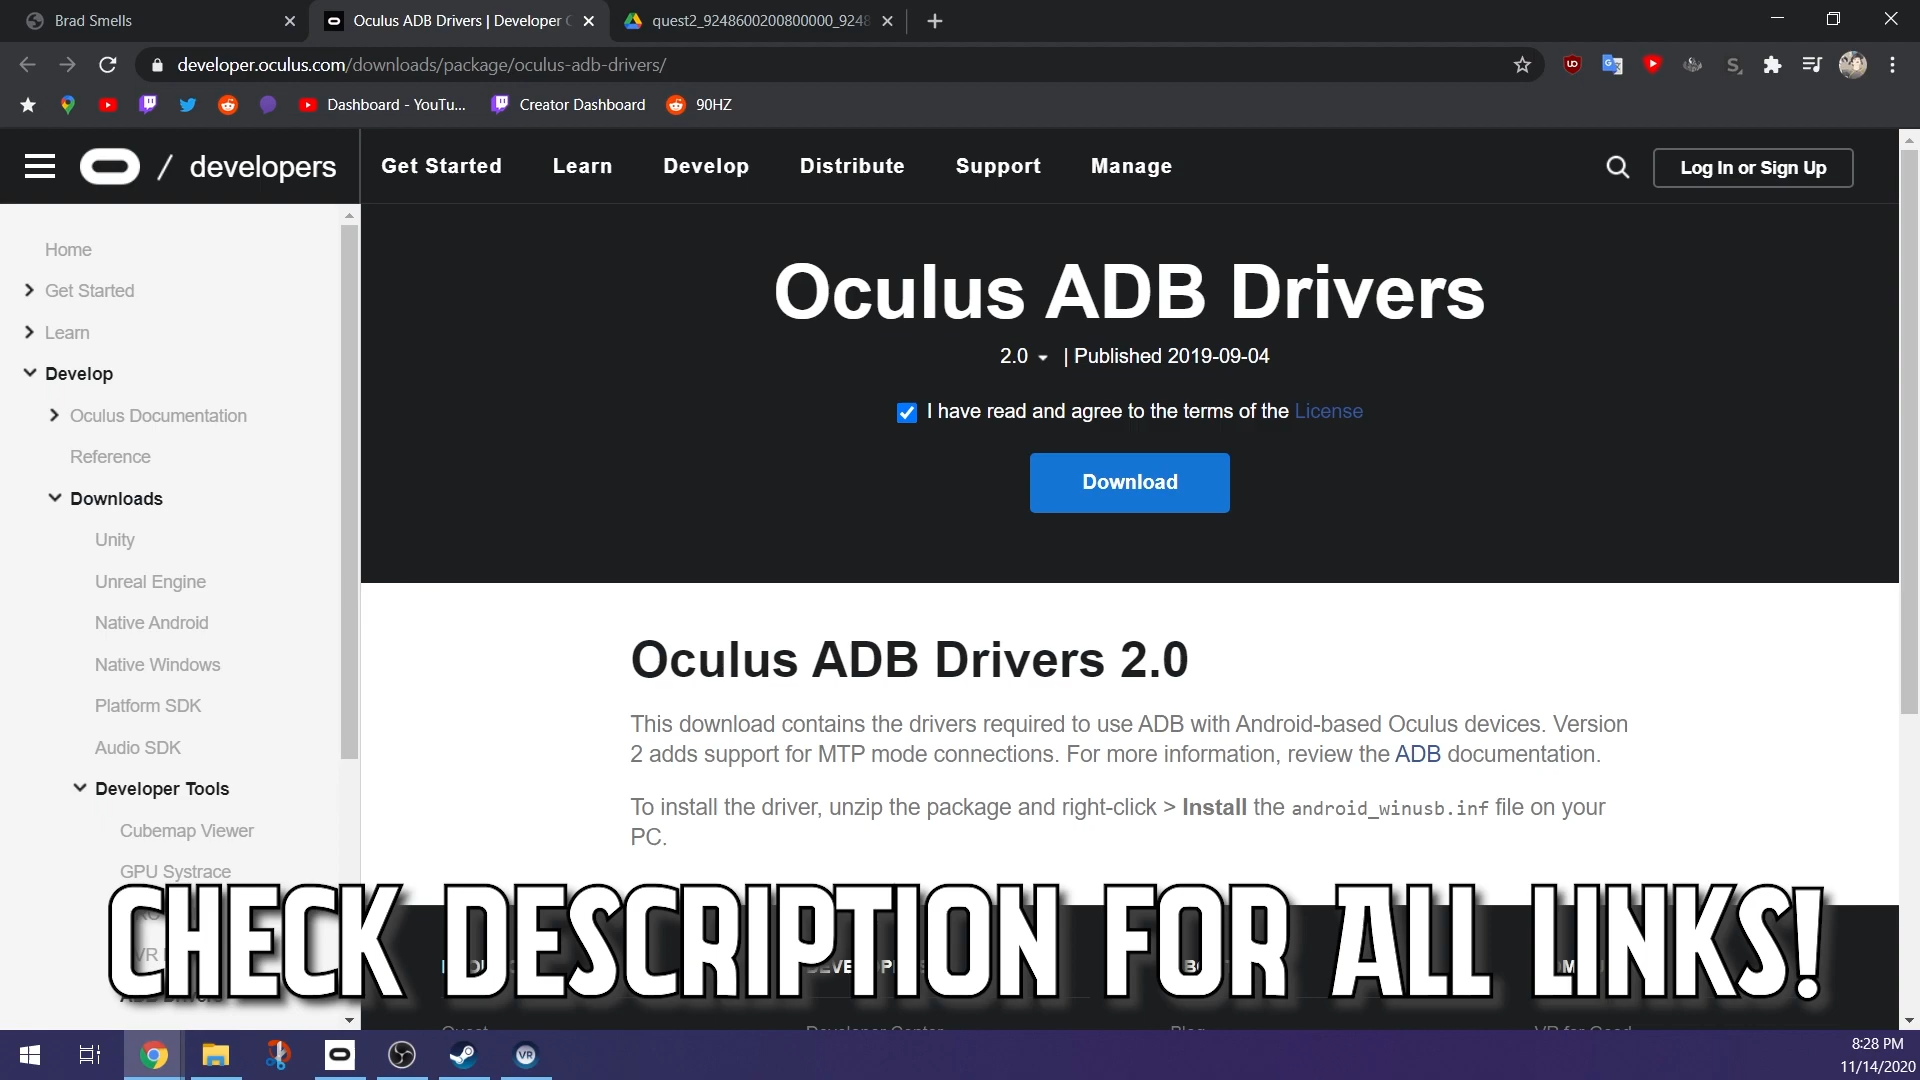 Brad Smells
Oculus ADB Drivers | Developer C
quest2_9248600200800000_9248
developer.oculus.com/downloads/package/oculus-adb-drivers/
Dashboard - YouTu...
Creator Dashboard
90HZ
/ developers
Get Started
Learn
Develop
Distribute
Support
Manage
Log In or Sign Up
Home
Get Started
Learn
Develop
Oculus Documentation
Reference
Downloads
Unity
Unreal Engine
Native Android
Native Windows
Platform SDK
Audio SDK
Developer Tools
Cubemap Viewer
GPU Systrace
Oculus ADB Drivers
2.0 | Published 2019-09-04
I have read and agree to the terms of the License
Download
Oculus ADB Drivers 2.0
This download contains the drivers required to use ADB with Android-based Oculus devices. Version
2 adds support for MTP mode connections. For more information, review the ADB documentation.
To install the driver, unzip the package and right-click > Install the android_winusb.inf file on your
PC.
CHECK DESCRIPTION FOR ALL LINKS!
8:28 PM
11/14/2020